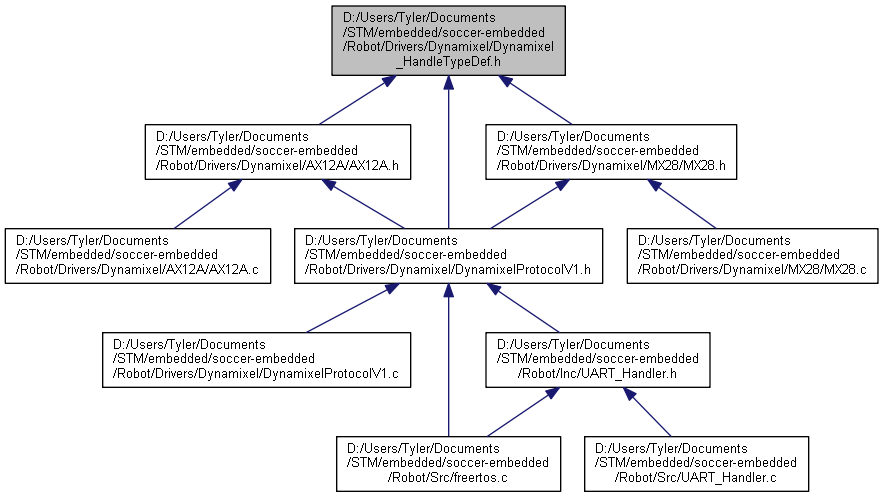 D:/Users/Tyler/Documents
/STM/embedded/soccer-embedded
/Robot/Drivers/Dynamixel/Dynamixel
_HandleTypeDef.h
D:/Users/Tyler/Documents
/STM/embedded/soccer-embedded
/Robot/Drivers/Dynamixel/AX12A/AX12A.h
D:/Users/Tyler/Documents
/STM/embedded/soccer-embedded
/Robot/Drivers/Dynamixel/MX28/MX28.h
D:/Users/Tyler/Documents
/STM/embedded/soccer-embedded
/Robot/Drivers/Dynamixel/AX12A/AX12A.c
D:/Users/Tyler/Documents
/STM/embedded/soccer-embedded
/Robot/Drivers/Dynamixel/DynamixelProtocolV1.h
D:/Users/Tyler/Documents
/STM/embedded/soccer-embedded
/Robot/Drivers/Dynamixel/MX28/MX28.c
D:/Users/Tyler/Documents
/STM/embedded/soccer-embedded
/Robot/Drivers/Dynamixel/DynamixelProtocolV1.c
D:/Users/Tyler/Documents
/STM/embedded/soccer-embedded
/Robot/Inc/UART_Handler.h
D:/Users/Tyler/Documents
/STM/embedded/soccer-embedded
/Robot/Src/freertos.c
D:/Users/Tyler/Documents
/STM/embedded/soccer-embedded
/Robot/Src/UART_Handler.c